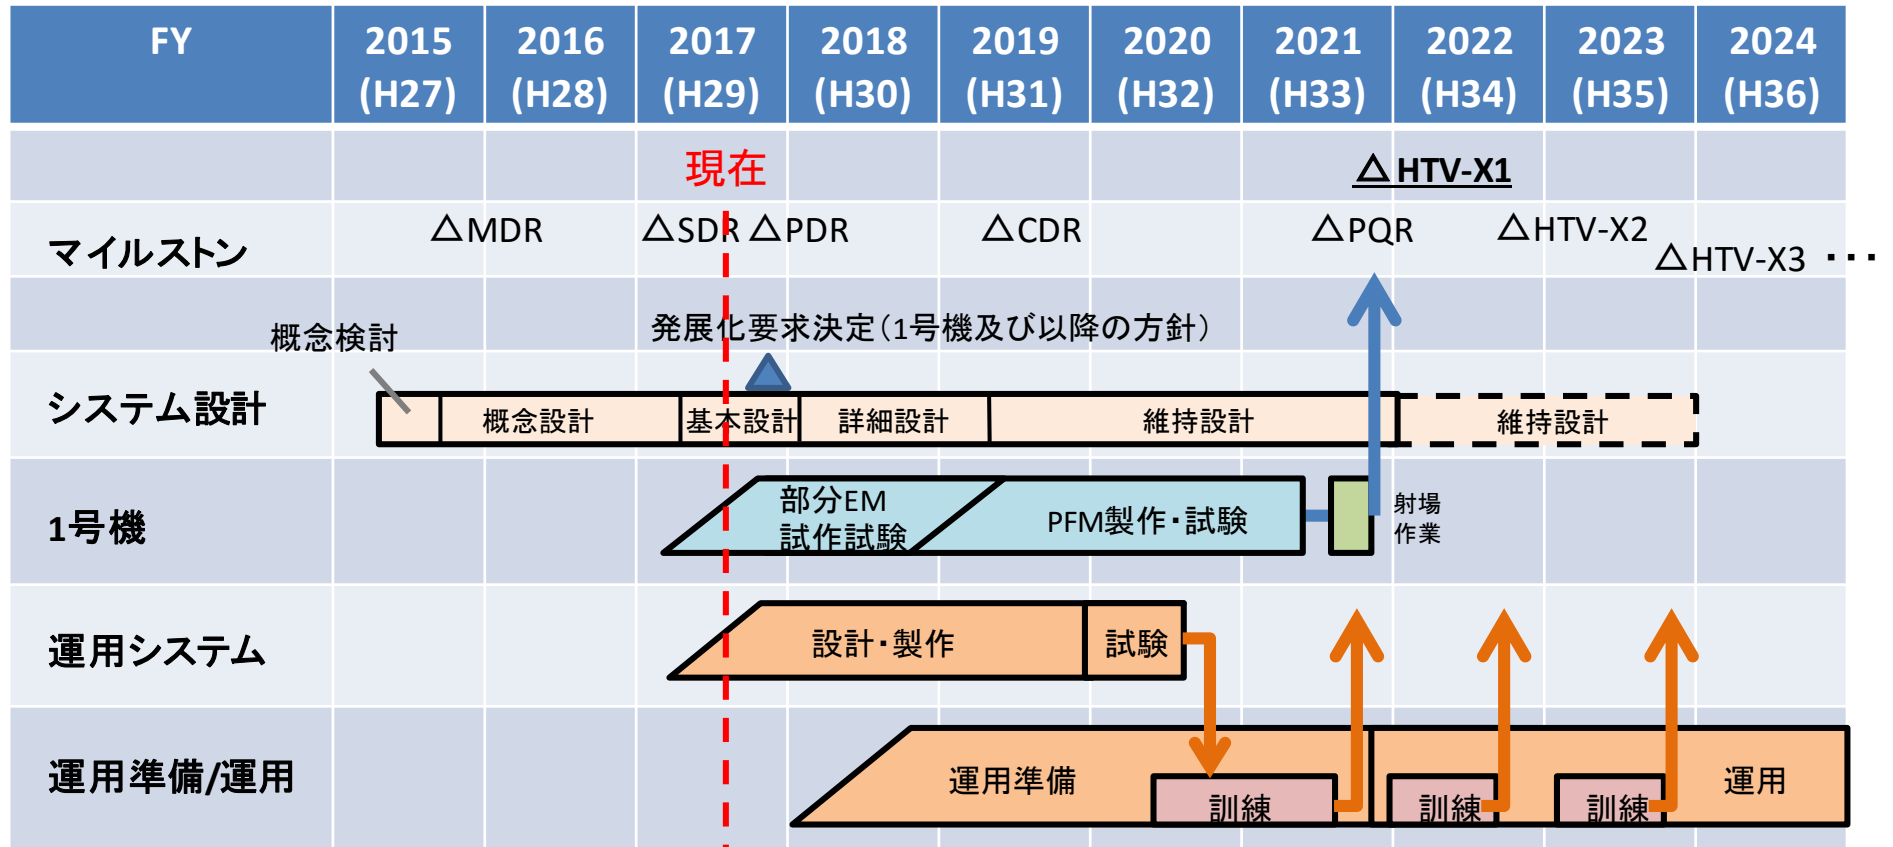 FY 2015 2016 2017 2018 2019 2020 2021 2022 2023 2024
(H27) (H28) (H29) (H30) (H31) (H32) (H33) (H34) (H35) (H36)
現在
△ HTV-X1
マイルストン
△MDR △SDR △PDR △CDR △PQR △HTV-X2
△HTV-X3 ・・・
発展化要求決定(1号機及び以降の方針)
概念検討
システム設計
概念設計 基本設計 詳細設計 維持設計 維持設計
1号機
部分EM
試作試験
PFM製作・試験
射場
作業
運用システム
設計・製作 試験
運用準備/運用
運用準備 運用
訓練 訓練 訓練